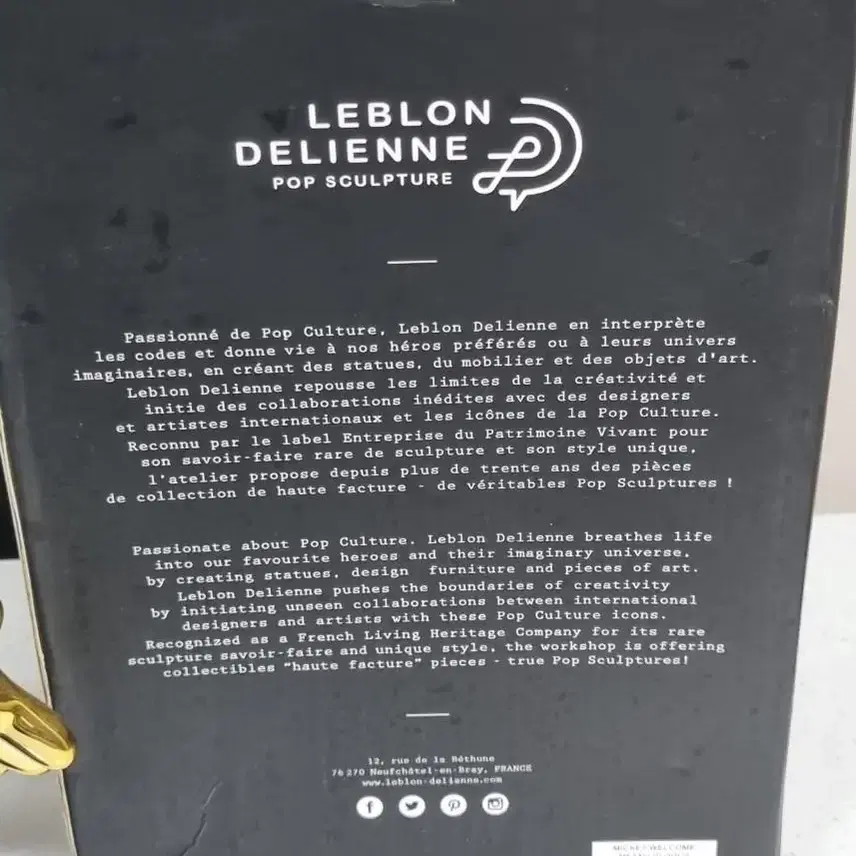 LEBLON
DELIENNE
POP SCULPTURE
Passionné de Pop Culture, Leblon Delienne en interprète
les codes et donne vie à nos héros préférés ou à leurs univers
imaginaires, en créant des statues, du mobilier et des objets d'art.
Leblon Delienne repousse les limites de la créativité et
initie des collaborations inédites avec des designers
et artistes internationaux et les icônes de la Pop Culture.
Reconnu par le label Entreprise du Patrimoine Vivant pour
son savoir-faire rare de sculpture et son style unique,
l'atelier propose depuis plus de trente ans des pièces
de collection de haute facture - de véritables Pop Sculptures !
Passionate about Pop Culture. Leblon Delienne breathes life
into our favourite heroes and their imaginary universe,
by creating statues, design furniture and pieces of art.
Leblon Delienne pushes the boundaries of creativity
by initiating unseen collaborations between international
designers and artists with these Pop Culture icons.
Recognized as a French Living Heritage Company for its rare
sculpture savoir-faire and unique style, the workshop is offering
collectibles "haute facture" pieces - true Pop Sculptures!
12, rue de la Béthune
76 270 Neufchâtel-en-Bray, FRANCE
www.leblon-delienne.com
MICKEY WELCOME